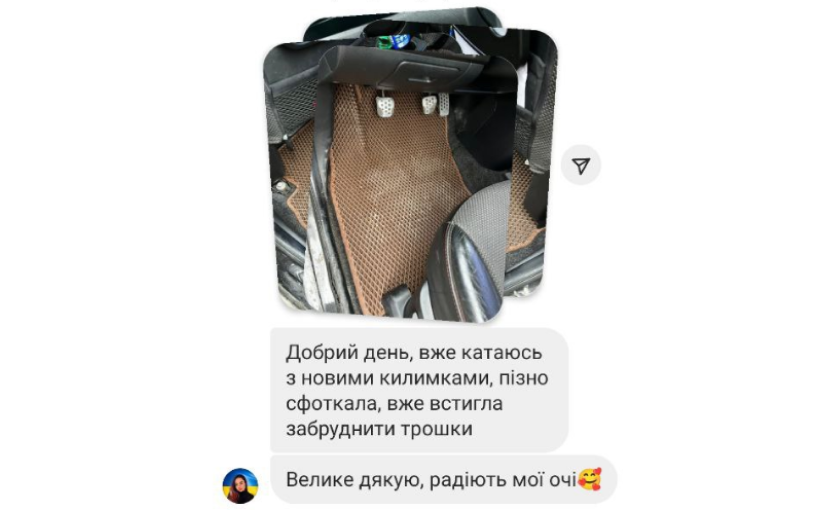 Добрий день, вже катаюсь
з новими килимками, пізно
сфоткала, вже встигла
забруднити трошки
Велике дякую, радіють мої очі🥰